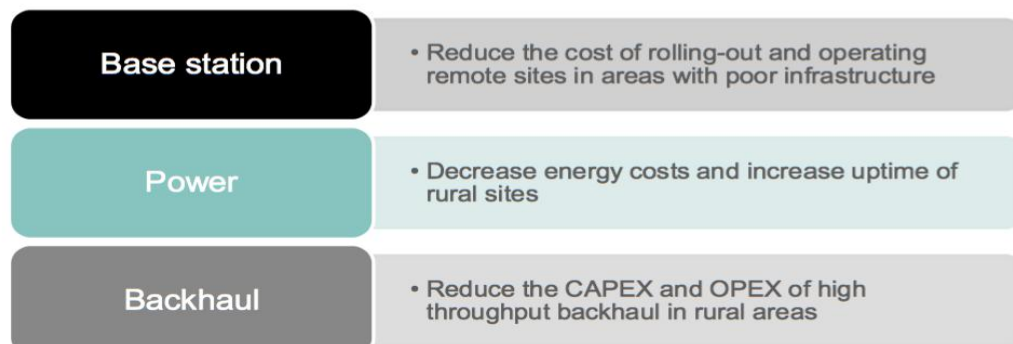 Base station
• Reduce the cost of rolling-out and operating
remote sites in areas with poor infrastructure
Power
• Decrease energy costs and increase uptime of
rural sites
Backhaul
• Reduce the CAPEX and OPEX of high
throughput backhaul in rural areas